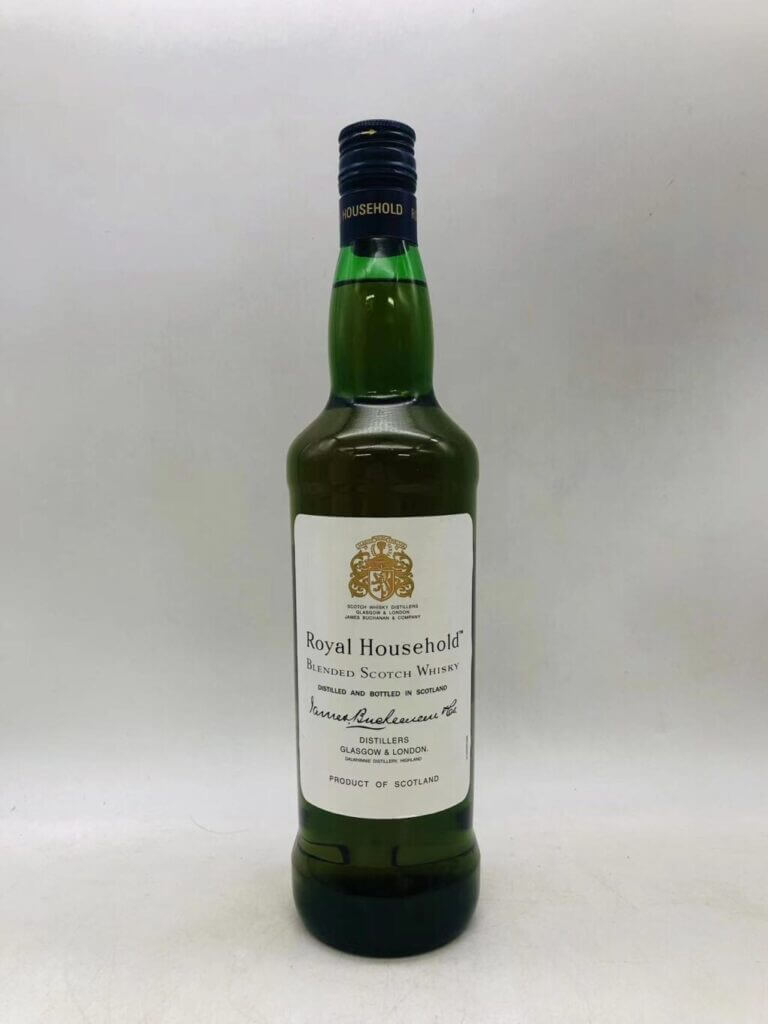 HOUSEHOLD
SCOTCH WHISKY DISTILLERS
GLASGOW & LONDON
JAMES BUCHANAN & COMPANY
Royal Household™
BLENDED SCOTCH WHISKY
DISTILLED AND BOTTLED IN SCOTLAND
James Buchanan & Co
DISTILLERS
GLASGOW & LONDON.
DALWHINNIE DISTILLERY, HIGHLAND
PRODUCT OF SCOTLAND